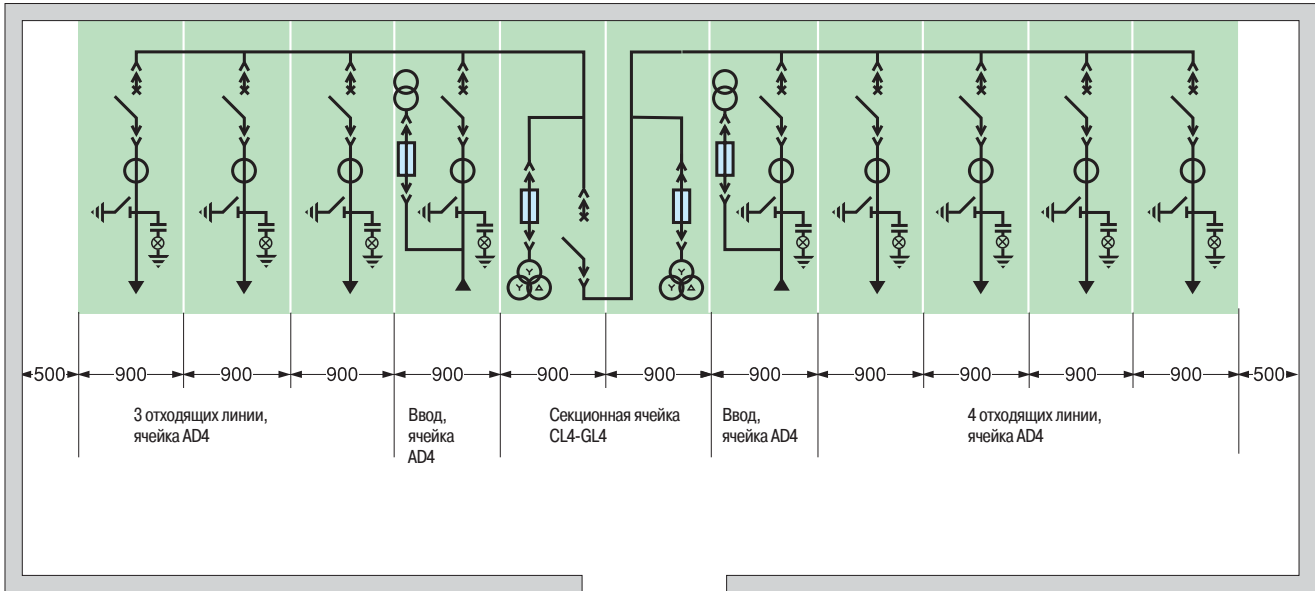 500 900 900 900 900 900 900 900 900 900 900 900 500
3 отходящих линии,
ячейка AD4
Ввод,
ячейка
AD4
Секционная ячейка
CL4-GL4
Ввод,
ячейка AD4
4 отходящих линии,
ячейка AD4